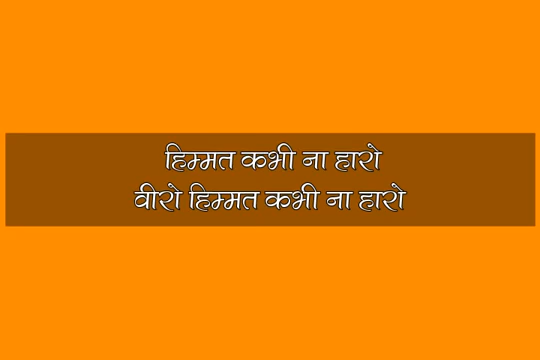 हिम्मत कभी ना हारो
वीरो हिम्मत कभी ना हारो